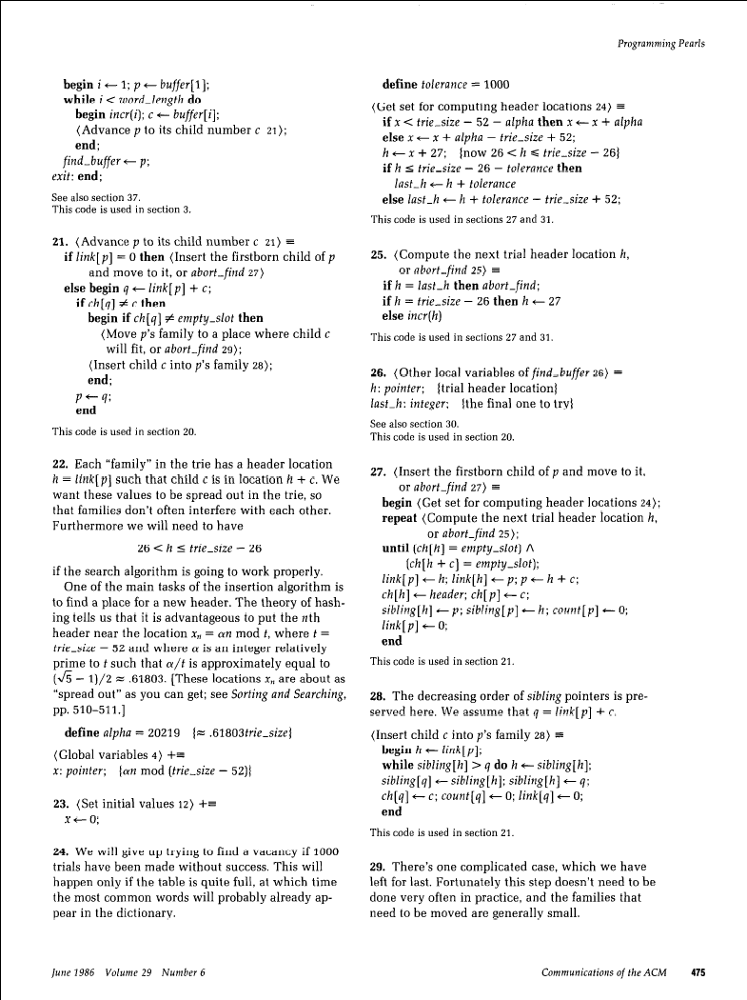 Programming Pearls
begin i ← 1; p ← buffer[1];
while i < word_length do
begin incr(i); c ← buffer[i];
⟨Advance p to its child number c 21⟩;
end;
find_buffer ← p;
exit: end;
See also section 37.
This code is used in section 3.
21. ⟨Advance p to its child number c 21⟩ ≡
if link[p] = 0 then ⟨Insert the firstborn child of p
and move to it, or abort_find 27⟩
else begin q ← link[p] + c;
if ch[q] ≠ c then
begin if ch[q] ≠ empty_slot then
⟨Move p's family to a place where child c
will fit, or abort_find 29⟩;
⟨Insert child c into p's family 28⟩;
end;
p ← q;
end
This code is used in section 20.
22. Each “family” in the trie has a header location
h = link[p] such that child c is in location h + c. We
want these values to be spread out in the trie, so
that families don't often interfere with each other.
Furthermore we will need to have
26 < h ≤ trie_size − 26
if the search algorithm is going to work properly.
One of the main tasks of the insertion algorithm is
to find a place for a new header. The theory of hash-
ing tells us that it is advantageous to put the nth
header near the location xₙ = αn mod t, where t =
trie_size − 52 and where α is an integer relatively
prime to t such that α/t is approximately equal to
(√5 − 1)/2 ≈ .61803. [These locations xₙ are about as
“spread out” as you can get; see Sorting and Searching,
pp. 510–511.]
define alpha = 20219 {≈ .61803trie_size}
⟨Global variables 4⟩ +≡
x: pointer; {αn mod (trie_size − 52)}
23. ⟨Set initial values 12⟩ +≡
x ← 0;
24. We will give up trying to find a vacancy if 1000
trials have been made without success. This will
happen only if the table is quite full, at which time
the most common words will probably already ap-
pear in the dictionary.
define tolerance = 1000
⟨Get set for computing header locations 24⟩ ≡
if x < trie_size − 52 − alpha then x ← x + alpha
else x ← x + alpha − trie_size + 52;
h ← x + 27; {now 26 < h ≤ trie_size − 26}
if h ≤ trie_size − 26 − tolerance then
last_h ← h + tolerance
else last_h ← h + tolerance − trie_size + 52;
This code is used in sections 27 and 31.
25. ⟨Compute the next trial header location h,
or abort_find 25⟩ ≡
if h = last_h then abort_find;
if h = trie_size − 26 then h ← 27
else incr(h)
This code is used in sections 27 and 31.
26. ⟨Other local variables of find_buffer 26⟩ =
h: pointer; {trial header location}
last_h: integer; {the final one to try}
See also section 30.
This code is used in section 20.
27. ⟨Insert the firstborn child of p and move to it,
or abort_find 27⟩ ≡
begin ⟨Get set for computing header locations 24⟩;
repeat ⟨Compute the next trial header location h,
or abort_find 25⟩;
until (ch[h] = empty_slot) ∧
(ch[h + c] = empty_slot);
link[p] ← h; link[h] ← p; p ← h + c;
ch[h] ← header; ch[p] ← c;
sibling[h] ← p; sibling[p] ← h; count[p] ← 0;
link[p] ← 0;
end
This code is used in section 21.
28. The decreasing order of sibling pointers is pre-
served here. We assume that q = link[p] + c.
⟨Insert child c into p's family 28⟩ ≡
begin h ← link[p];
while sibling[h] > q do h ← sibling[h];
sibling[q] ← sibling[h]; sibling[h] ← q;
ch[q] ← c; count[q] ← 0; link[q] ← 0;
end
This code is used in section 21.
29. There's one complicated case, which we have
left for last. Fortunately this step doesn't need to be
done very often in practice, and the families that
need to be moved are generally small.
June 1986 Volume 29 Number 6
Communications of the ACM 475